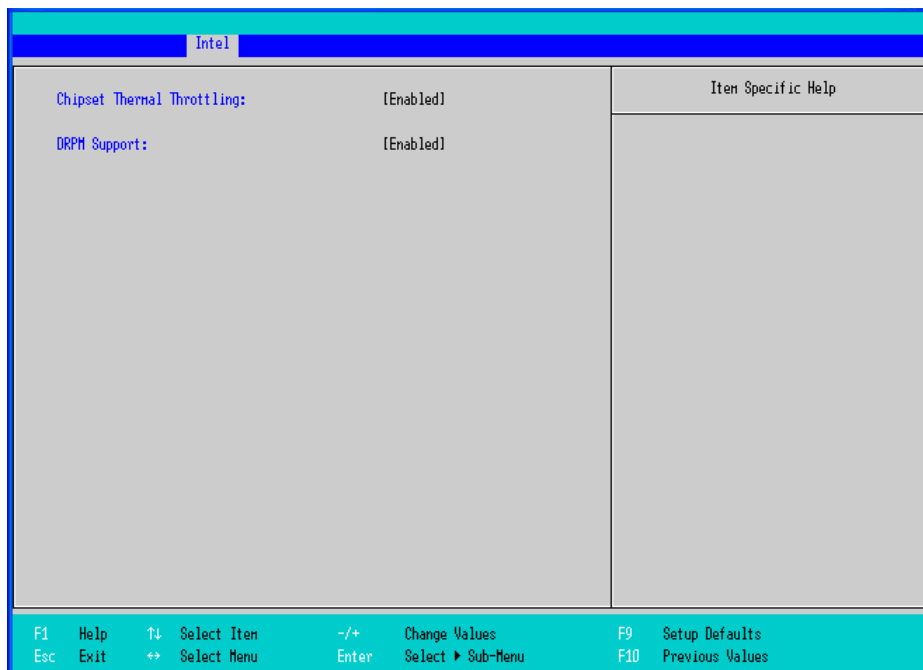 Intel
Chipset Thermal Throttling: [Enabled]
DRPM Support: [Enabled]
Item Specific Help
F1 Help ↑↓ Select Item -/+ Change Values F9 Setup Defaults
Esc Exit ↔ Select Menu Enter Select ▶ Sub-Menu F10 Previous Values